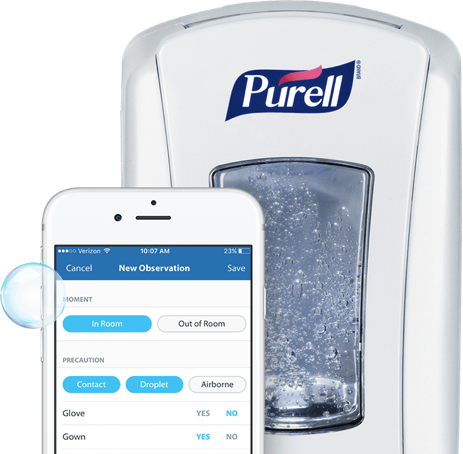 PURELL
BRAND®
Verizon 10:07 AM 23%
Cancel New Observation Save
MOMENT
In Room Out of Room
PRECAUTION
Contact Droplet Airborne
Glove YES NO
Gown YES NO